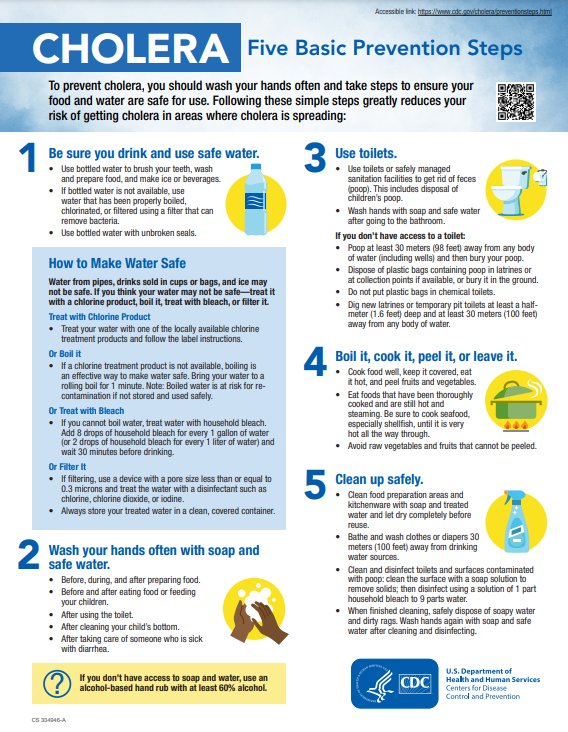 Accessible link: https://www.cdc.gov/cholera/preventionsteps.html
CHOLERA Five Basic Prevention Steps
To prevent cholera, you should wash your hands often and take steps to ensure your
food and water are safe for use. Following these simple steps greatly reduces your
risk of getting cholera in areas where cholera is spreading:
1 Be sure you drink and use safe water.
• Use bottled water to brush your teeth, wash
and prepare food, and make ice or beverages.
• If bottled water is not available, use
water that has been properly boiled,
chlorinated, or filtered using a filter that can
remove bacteria.
• Use bottled water with unbroken seals.
How to Make Water Safe
Water from pipes, drinks sold in cups or bags, and ice may
not be safe. If you think your water may not be safe—treat it
with a chlorine product, boil it, treat with bleach, or filter it.
Treat with Chlorine Product
• Treat your water with one of the locally available chlorine
treatment products and follow the label instructions.
Or Boil it
• If a chlorine treatment product is not available, boiling is
an effective way to make water safe. Bring your water to a
rolling boil for 1 minute. Note: Boiled water is at risk for re-
contamination if not stored and used safely.
Or Treat with Bleach
• If you cannot boil water, treat water with household bleach.
Add 8 drops of household bleach for every 1 gallon of water
(or 2 drops of household bleach for every 1 liter of water) and
wait 30 minutes before drinking.
Or Filter It
• If filtering, use a device with a pore size less than or equal to
0.3 microns and treat the water with a disinfectant such as
chlorine, chlorine dioxide, or iodine.
• Always store your treated water in a clean, covered container.
2 Wash your hands often with soap and
safe water.
• Before, during, and after preparing food.
• Before and after eating food or feeding
your children.
• After using the toilet.
• After cleaning your child's bottom.
• After taking care of someone who is sick
with diarrhea.
? If you don't have access to soap and water, use an
alcohol-based hand rub with at least 60% alcohol.
CS 334946-A
3 Use toilets.
• Use toilets or safely managed
sanitation facilities to get rid of feces
(poop). This includes disposal of
children's poop.
• Wash hands with soap and safe water
after going to the bathroom.
If you don't have access to a toilet:
• Poop at least 30 meters (98 feet) away from any body
of water (including wells) and then bury your poop.
• Dispose of plastic bags containing poop in latrines or
at collection points if available, or bury it in the ground.
• Do not put plastic bags in chemical toilets.
• Dig new latrines or temporary pit toilets at least a half-
meter (1.6 feet) deep and at least 30 meters (100 feet)
away from any body of water.
4 Boil it, cook it, peel it, or leave it.
• Cook food well, keep it covered, eat
it hot, and peel fruits and vegetables.
• Eat foods that have been thoroughly
cooked and are still hot and
steaming. Be sure to cook seafood,
especially shellfish, until it is very
hot all the way through.
• Avoid raw vegetables and fruits that cannot be peeled.
5 Clean up safely.
• Clean food preparation areas and
kitchenware with soap and treated
water and let dry completely before
reuse.
• Bathe and wash clothes or diapers 30
meters (100 feet) away from drinking
water sources.
• Clean and disinfect toilets and surfaces contaminated
with poop: clean the surface with a soap solution to
remove solids; then disinfect using a solution of 1 part
household bleach to 9 parts water.
• When finished cleaning, safely dispose of soapy water
and dirty rags. Wash hands again with soap and safe
water after cleaning and disinfecting.
CDC
U.S. Department of
Health and Human Services
Centers for Disease
Control and Prevention